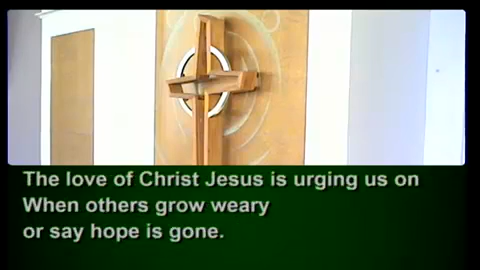 The love of Christ Jesus is urging us on
When others grow weary
or say hope is gone.